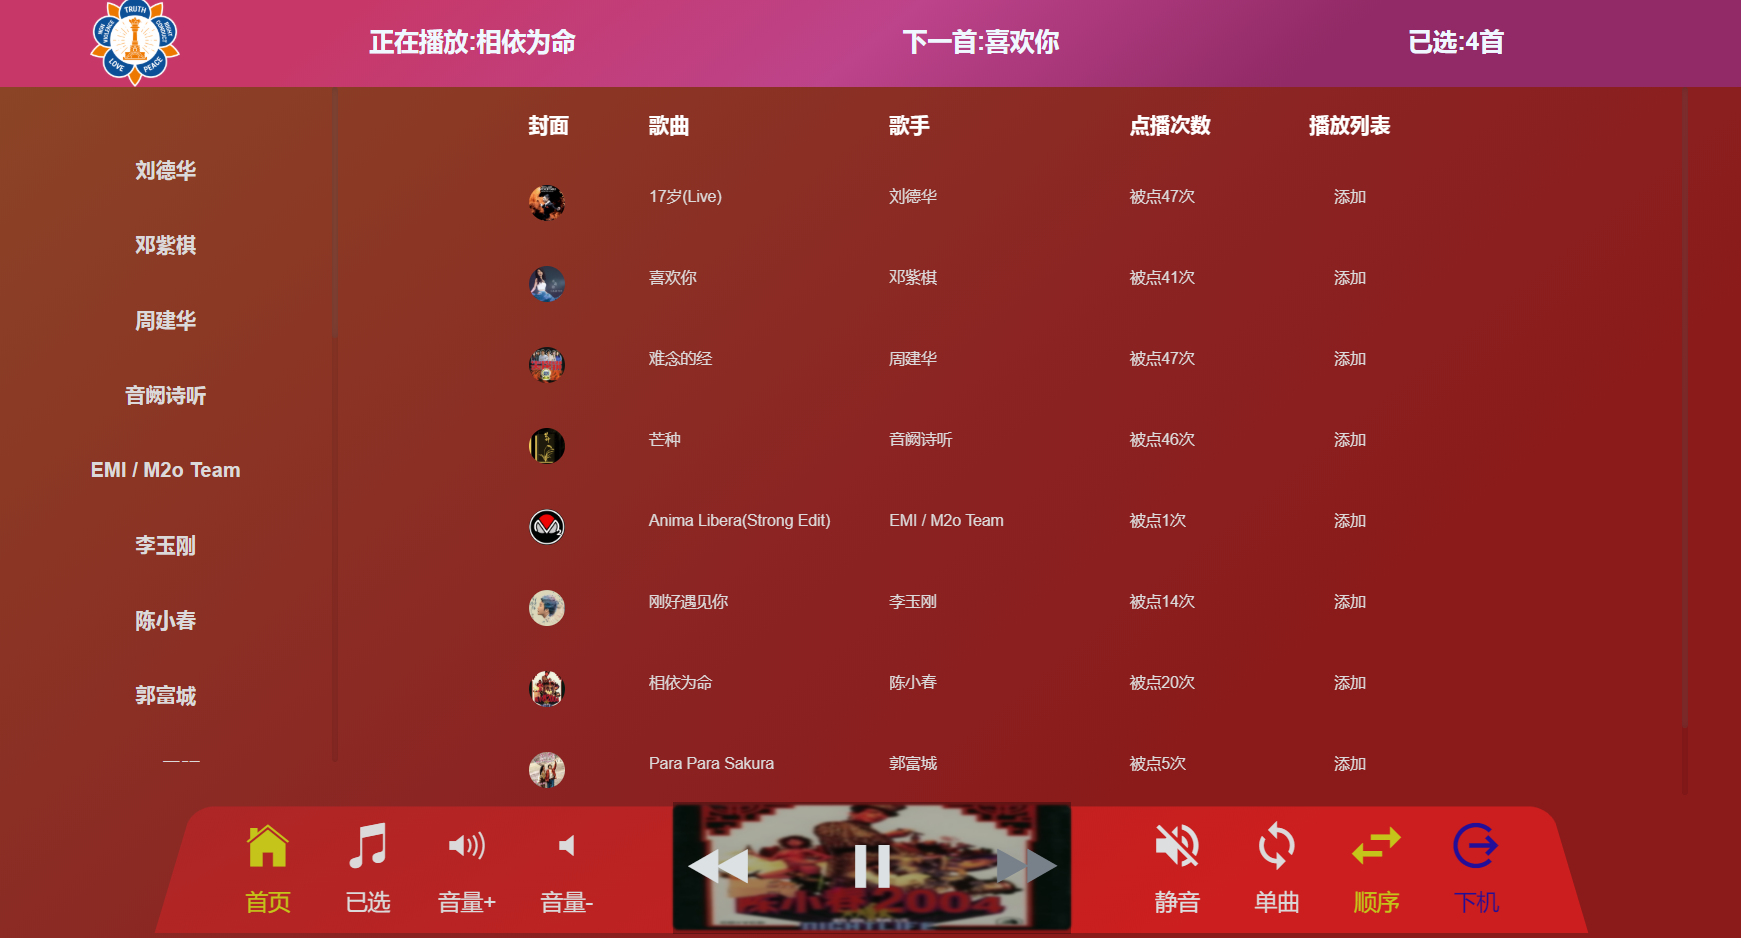 TRUTH
NON VIOLENCE
RIGHT CONDUCT
LOVE
PEACE
正在播放:相依为命
下一首:喜欢你
已选:4首
刘德华
邓紫棋
周建华
音阙诗听
EMI / M2o Team
李玉刚
陈小春
郭富城
封面 歌曲 歌手 点播次数 播放列表
17岁(Live) 刘德华 被点47次 添加
喜欢你 邓紫棋 被点41次 添加
难念的经 周建华 被点47次 添加
芒种 音阙诗听 被点46次 添加
Anima Libera(Strong Edit) EMI / M2o Team 被点1次 添加
刚好遇见你 李玉刚 被点14次 添加
相依为命 陈小春 被点20次 添加
Para Para Sakura 郭富城 被点5次 添加
陈小春2004
首页 已选 音量+ 音量- 静音 单曲 顺序 下机